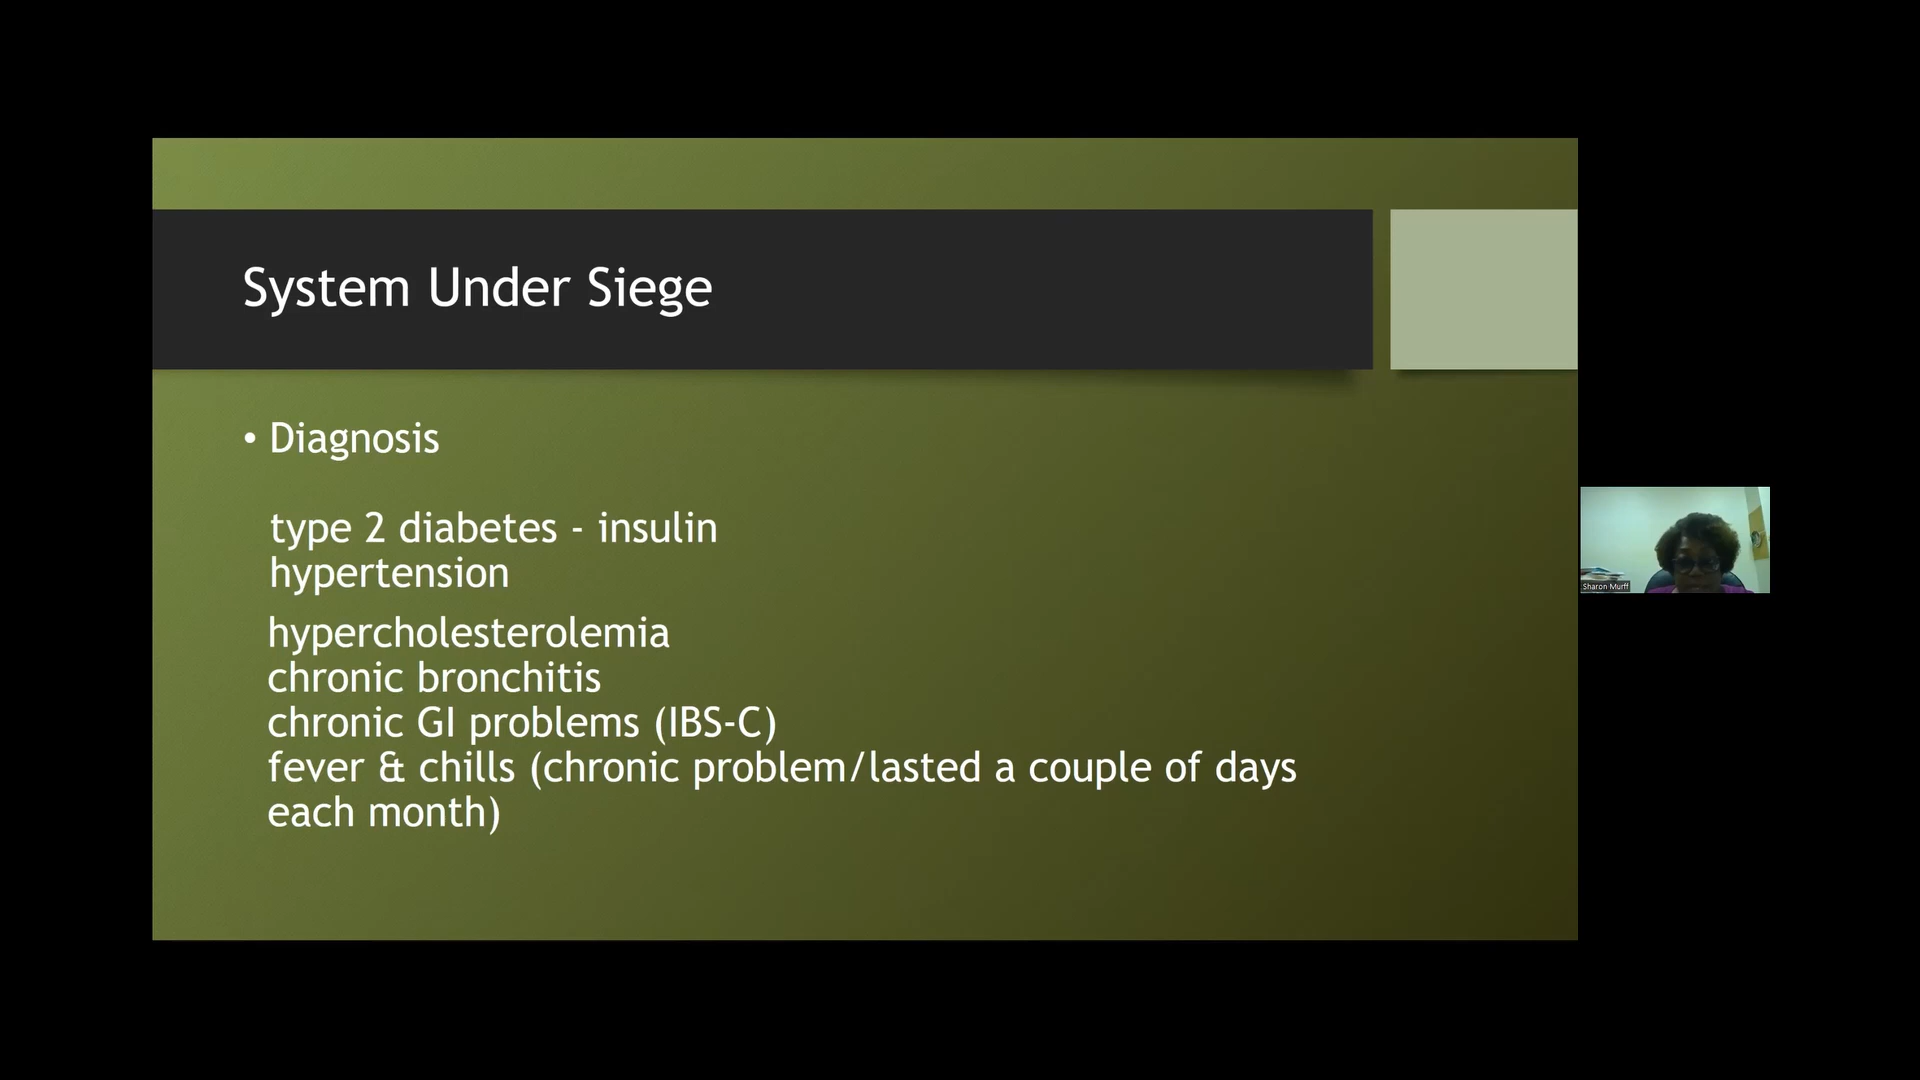 System Under Siege
• Diagnosis
type 2 diabetes - insulin
hypertension
hypercholesterolemia
chronic bronchitis
chronic GI problems (IBS-C)
fever & chills (chronic problem/lasted a couple of days
each month)
Sharon Murff